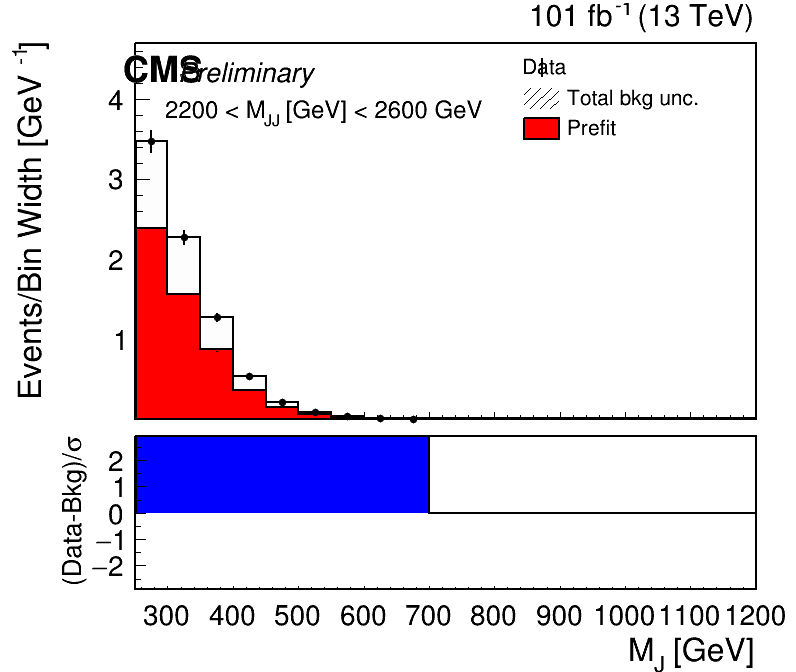 101 fb⁻¹ (13 TeV)
CMS Preliminary
2200 < M_JJ [GeV] < 2600 GeV
Data
Total bkg unc.
Prefit
Events/Bin Width [GeV⁻¹]
4
3
2
1
(Data-Bkg)/σ
2
1
0
−1
−2
300 400 500 600 700 800 900 1000 1100 1200
M_J [GeV]